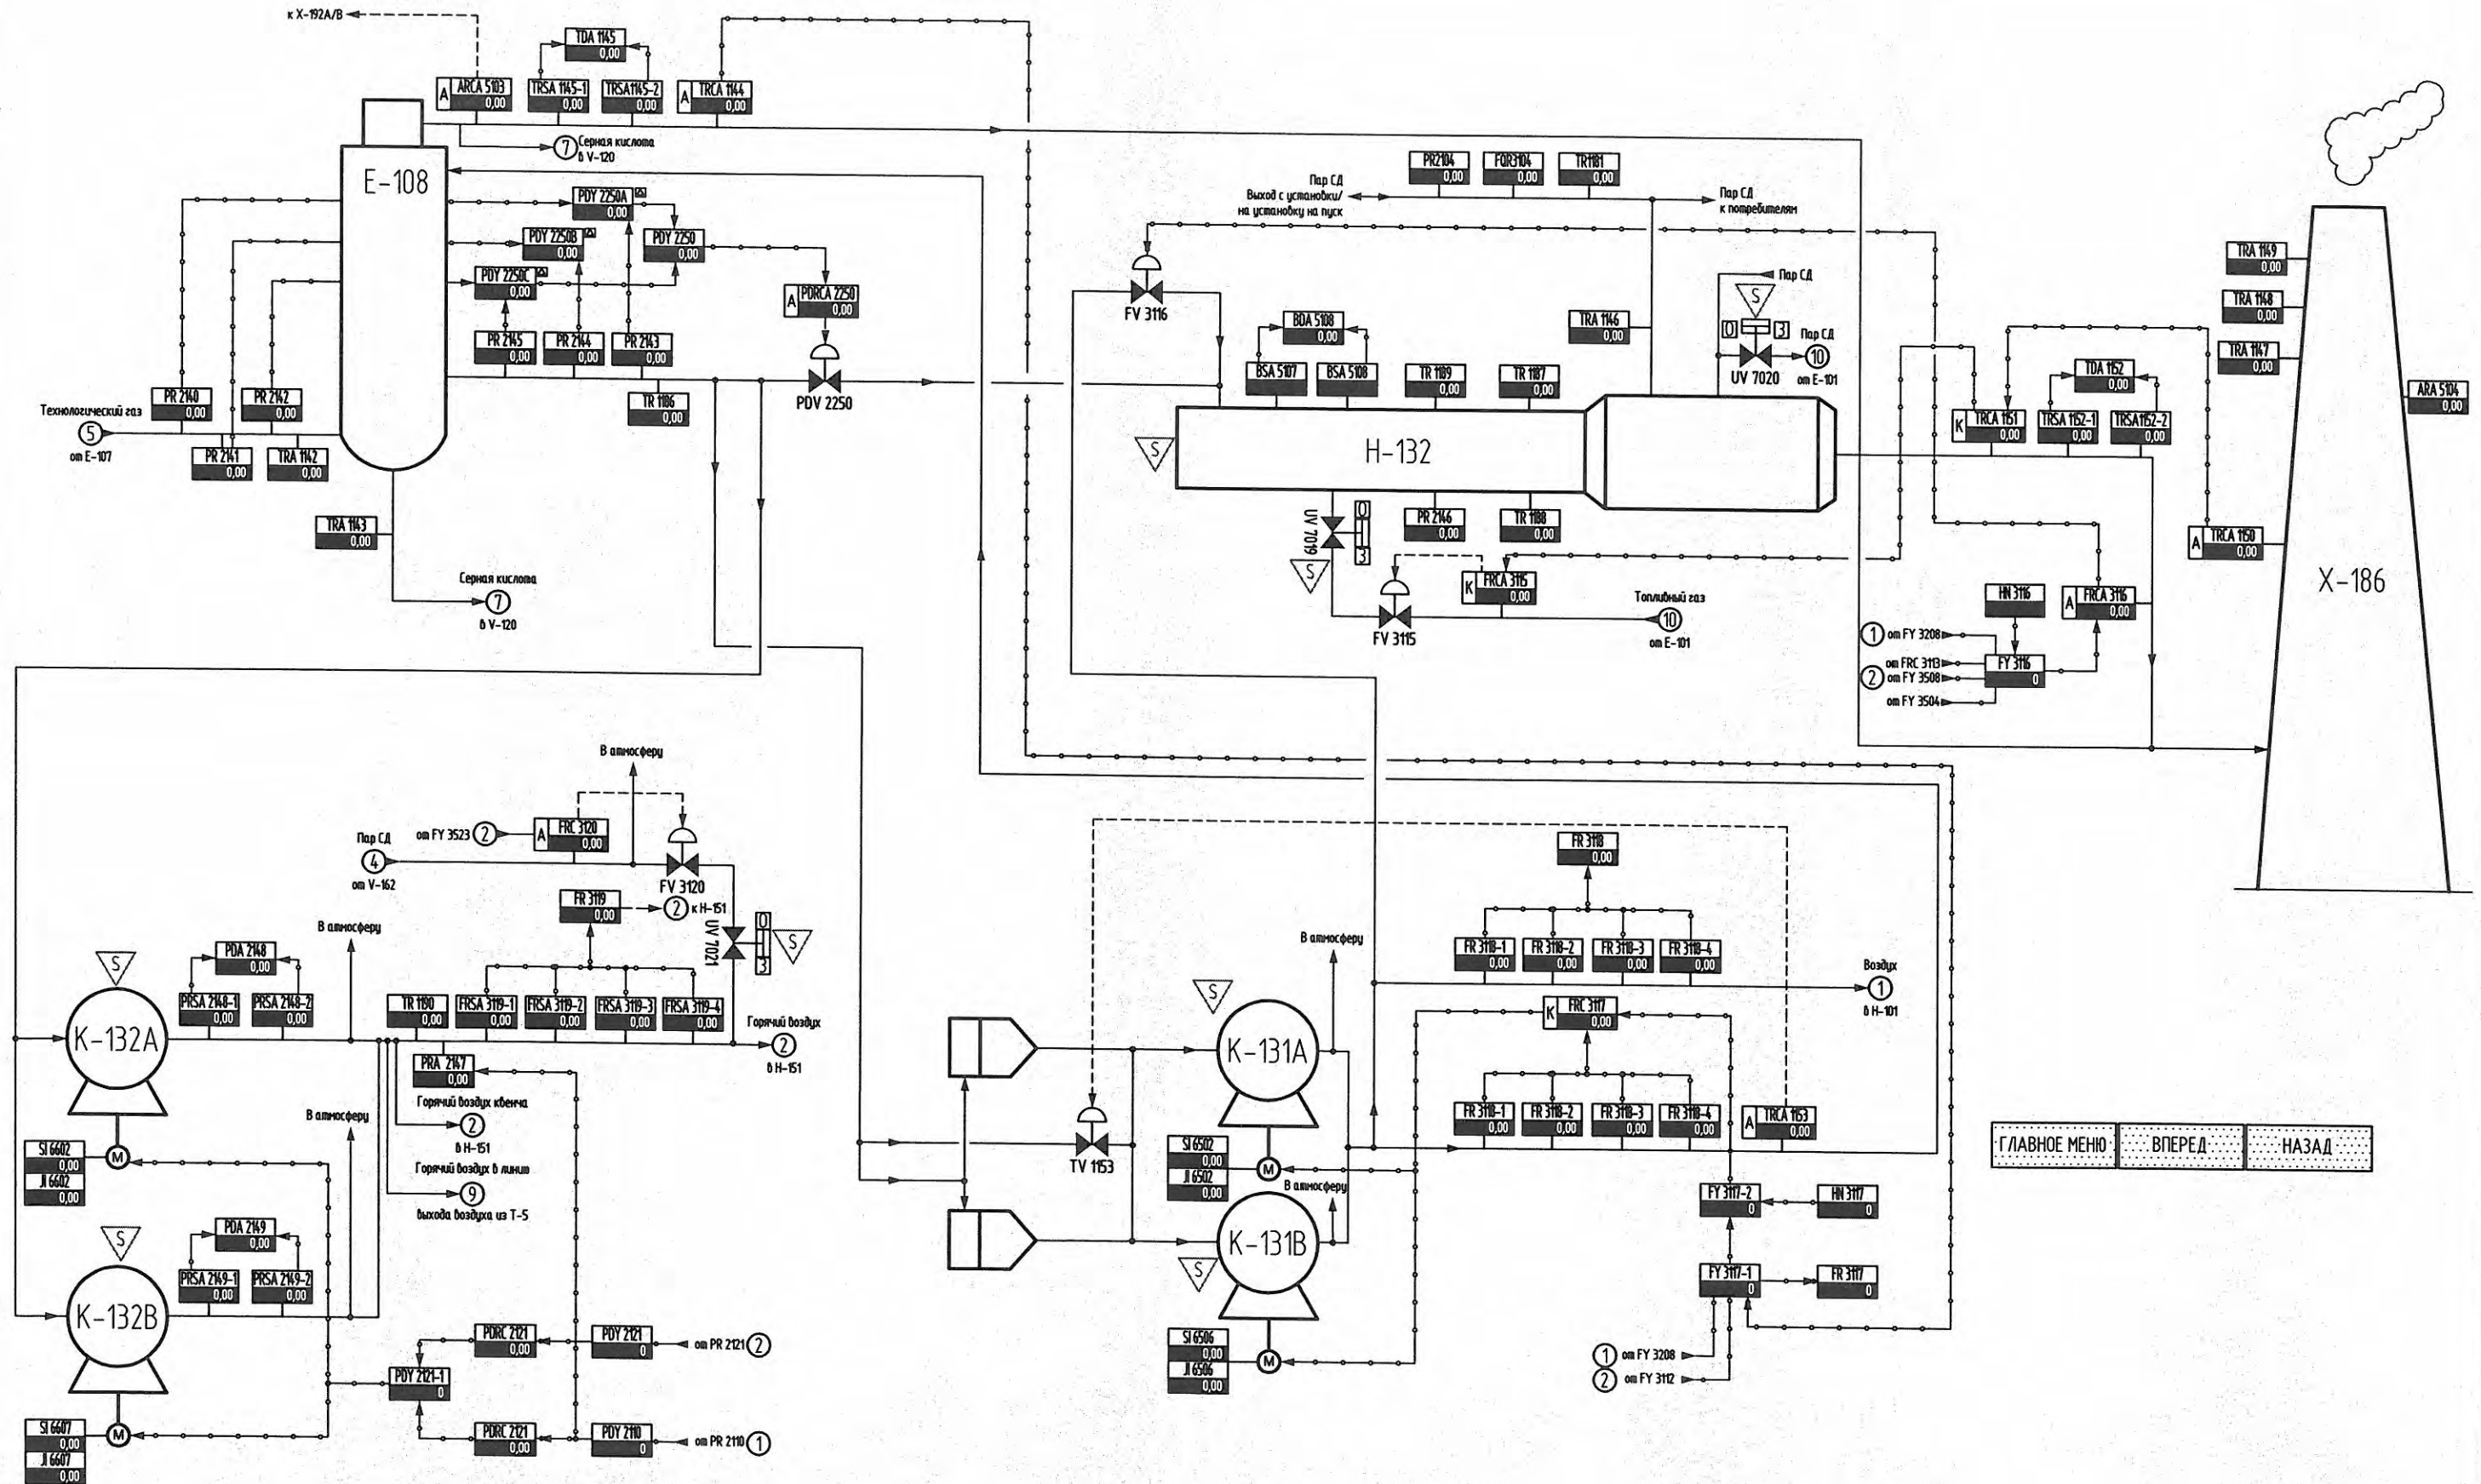 к X-192A/B
TDA 1145
0,00
A
ARCA 5103
0,00
TRSA 1145-1
0,00
TRSA1145-2
0,00
A
TRCA 1144
0,00
7
Серная кислота
в V-120
E-108
PDY 2250A
0,00
PDY 2250B
0,00
PDY 2250
0,00
PDY 2250C
0,00
A
PDRCA 2250
0,00
PR 2145
0,00
PR 2144
0,00
PR 2143
0,00
PDV 2250
TR 1186
0,00
PR 2140
0,00
PR 2142
0,00
Технологический газ
5
от E-107
PR 2141
0,00
TRA 1142
0,00
TRA 1143
0,00
Серная кислота
7
в V-120
PR2104
0,00
FQR3104
0,00
TR1181
0,00
Пар СД
Выход с установки/
на установку на пуск
Пар СД
к потребителям
FV 3116
Пар СД
S
TRA 1146
0,00
O
З
Пар СД
10
UV 7020
от E-101
BDA 5108
0,00
BSA 5107
0,00
BSA 5108
0,00
TR 1189
0,00
TR 1187
0,00
S
H-132
UV 7019
O
З
S
PR 2146
0,00
TR 1188
0,00
K
FRCA 3115
0,00
FV 3115
Топливный газ
10
от E-101
TDA 1152
0,00
K
TRCA 1151
0,00
TRSA 1152-1
0,00
TRSA1152-2
0,00
TRA 1149
0,00
TRA 1148
0,00
TRA 1147
0,00
ARA 5104
0,00
A
TRCA 1150
0,00
X-186
HN 3116
A
FRCA 3116
0,00
1
от FY 3208
от FRC 3113
2
от FY 3508
от FY 3504
FY 3116
0
В атмосферу
от FY 3523
2
A
FRC 3120
0,00
Пар СД
4
от V-162
FV 3120
FR 3119
0,00
2
к H-151
UV 7021
O
З
S
В атмосферу
S
K-132A
PDA 2148
0,00
PRSA 2148-1
0,00
PRSA 2148-2
0,00
TR 1190
0,00
FRSA 3119-1
0,00
FRSA 3119-2
0,00
FRSA 3119-3
0,00
FRSA 3119-4
0,00
Горячий воздух
2
в H-151
PRA 2147
0,00
Горячий воздух квенча
2
в H-151
Горячий воздух в линию
9
выхода воздуха из T-5
В атмосферу
SI 6602
0,00
JI 6602
0,00
M
S
K-132B
PDA 2149
0,00
PRSA 2149-1
0,00
PRSA 2149-2
0,00
SI 6607
0,00
JI 6607
0,00
M
PDRC 2121
0,00
PDY 2121
0
от PR 2121
2
PDY 2121-1
0
PDRC 2121
0,00
PDY 2110
0
от PR 2110
1
FR 3118
0,00
FR 3118-1
0,00
FR 3118-2
0,00
FR 3118-3
0,00
FR 3118-4
0,00
Воздух
1
в H-101
В атмосферу
S
K-131A
K
FRC 3117
0,00
FR 3118-1
0,00
FR 3118-2
0,00
FR 3118-3
0,00
FR 3118-4
0,00
A
TRCA 1153
0,00
TV 1153
SI 6502
0,00
JI 6502
0,00
M
В атмосферу
S
K-131B
SI 6506
0,00
JI 6506
0,00
M
FY 3117-2
0
HN 3117
0
FY 3117-1
0
FR 3117
0
1
от FY 3208
2
от FY 3112
ГЛАВНОЕ МЕНЮ
ВПЕРЕД
НАЗАД